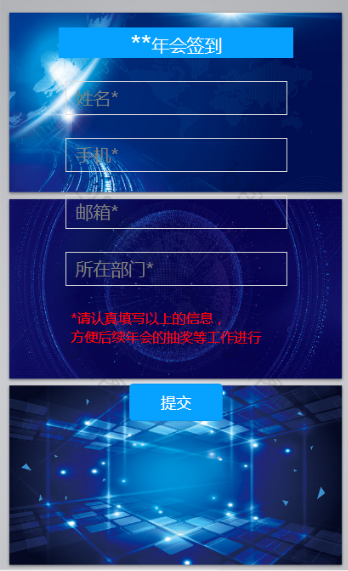 **年会签到
姓名*
手机*
邮箱*
所在部门*
*请认真填写以上的信息，
方便后续年会的抽奖等工作进行
提交